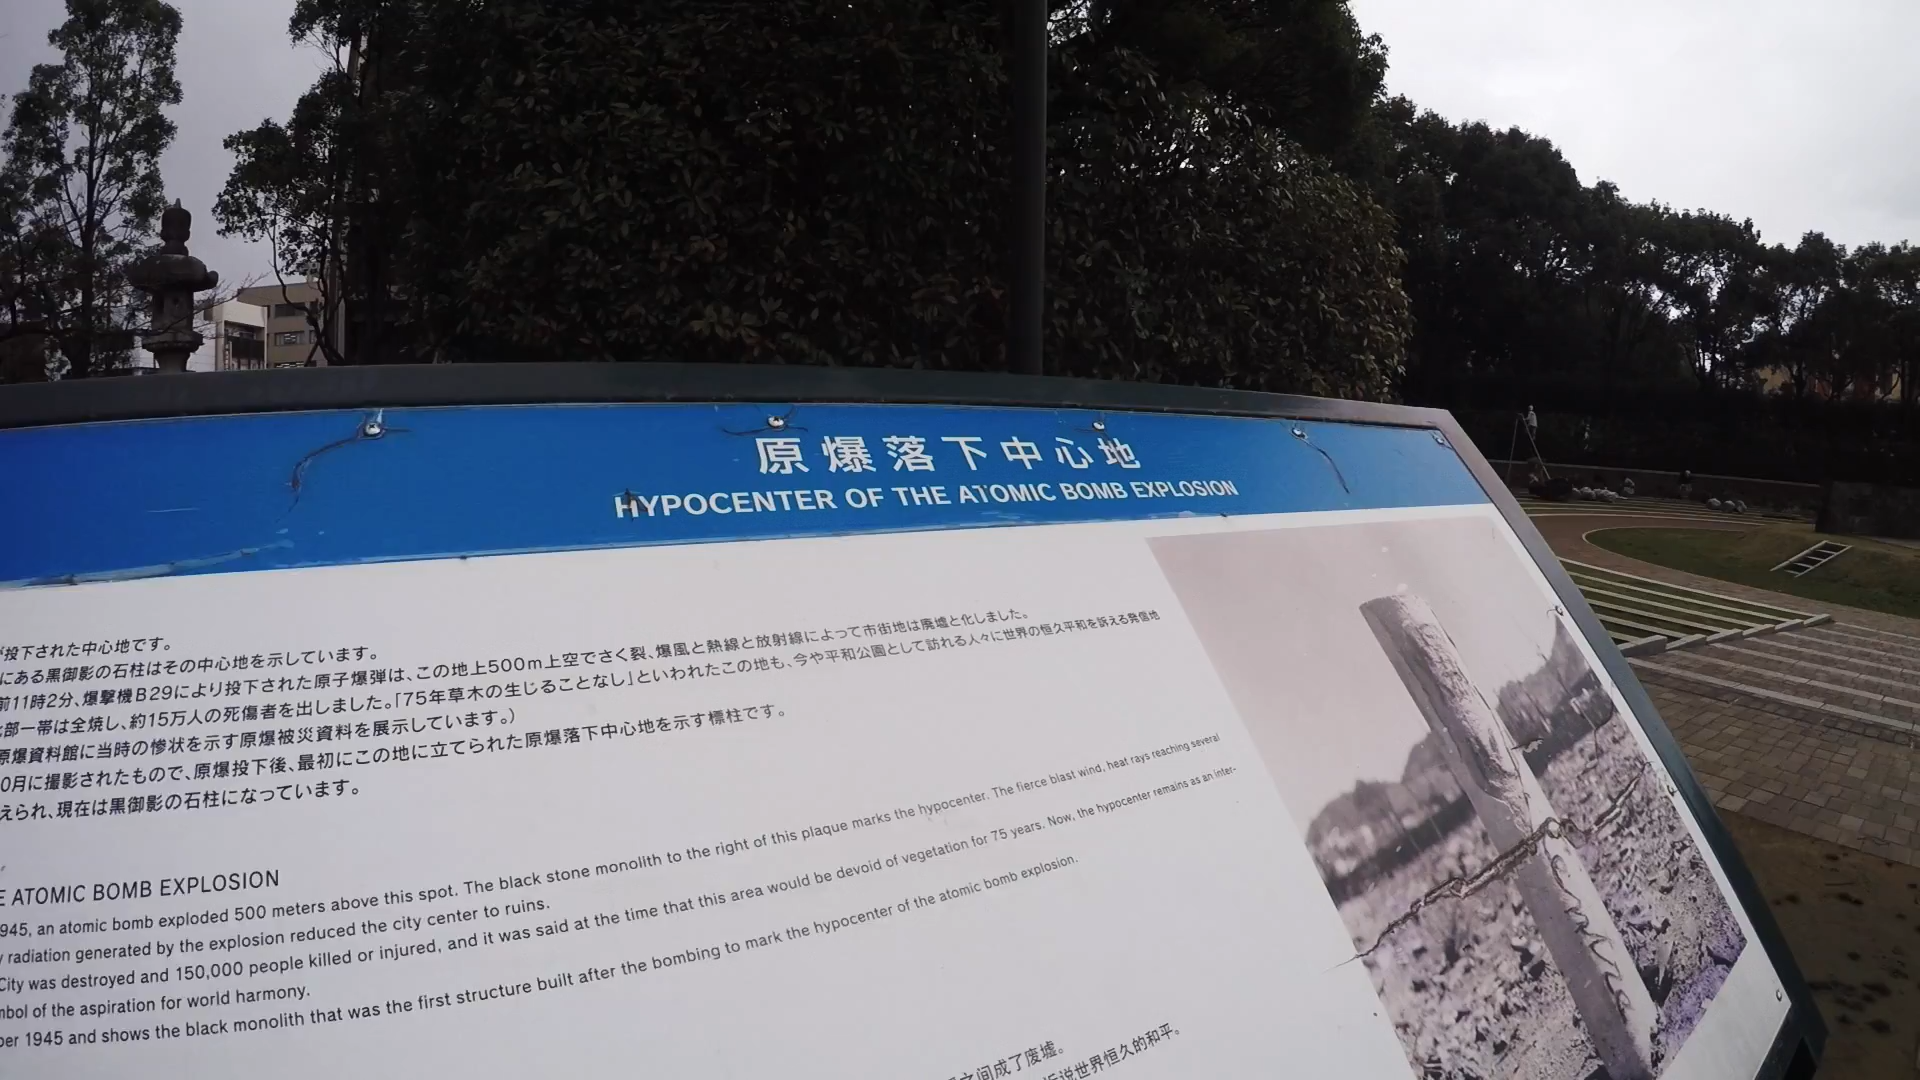 原爆落下中心地
HYPOCENTER OF THE ATOMIC BOMB EXPLOSION
投下された中心地です。
にある黒御影の石柱はその中心地を示しています。
前11時2分、爆撃機B29により投下された原子爆弾は、この地上500m上空でさく裂、爆風と熱線と放射線によって市街地は廃墟と化しました。
部一帯は全焼し、約15万人の死傷者を出しました。「75年草木の生じることなし」といわれたこの地も、今や平和公園として訪れる人々に世界の恒久平和を訴える発信地
原爆資料館に当時の惨状を示す原爆被災資料を展示しています。)
0月に撮影されたもので、原爆投下後、最初にこの地に立てられた原爆落下中心地を示す標柱です。
えられ、現在は黒御影の石柱になっています。
E ATOMIC BOMB EXPLOSION
945, an atomic bomb exploded 500 meters above this spot. The black stone monolith to the right of this plaque marks the hypocenter. The fierce blast wind, heat rays reaching several
radiation generated by the explosion reduced the city center to ruins.
City was destroyed and 150,000 people killed or injured, and it was said at the time that this area would be devoid of vegetation for 75 years. Now, the hypocenter remains as an inter-
mbol of the aspiration for world harmony.
ber 1945 and shows the black monolith that was the first structure built after the bombing to mark the hypocenter of the atomic bomb explosion.
之间成了废墟。
诉说世界恒久的和平。